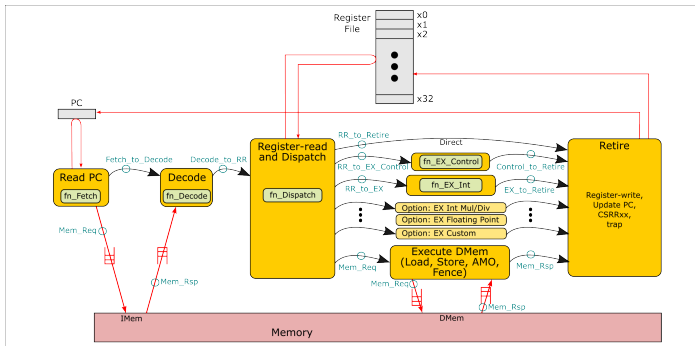 Register
File
x0
x1
x2
x32
PC
RR_to_Retire
Direct
Fetch_to_Decode
Decode_to_RR
Register-read
and Dispatch
fn_Dispatch
Read PC
fn_Fetch
Decode
fn_Decode
RR_to_EX_Control
fn_EX_Control
Control_to_Retire
RR_to_EX
fn_EX_Int
EX_to_Retire
Option: EX Int Mul/Div
Option: EX Floating Point
Option: EX Custom
Retire
Register-write,
Update PC,
CSRRxx,
trap
Mem_Req
Execute DMem
(Load, Store, AMO,
Fence)
Mem_Rsp
Mem_Req
Mem_Rsp
Mem_Req
Mem_Rsp
IMem
DMem
Memory